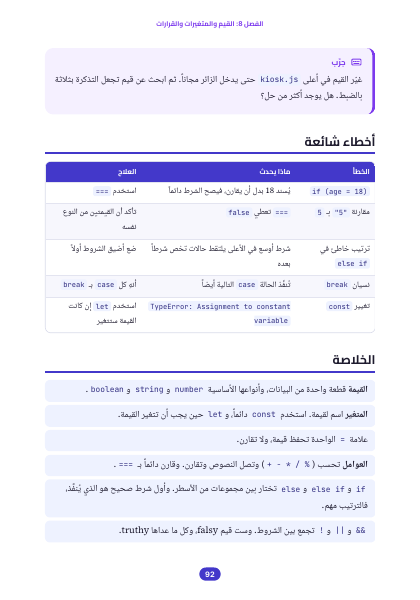 الفصل 8: القيم والمتغيرات والقرارات
جرّب
غيّر القيم في أعلى kiosk.js حتى يدخل الزائر مجاناً. ثم ابحث عن قيم تجعل التذكرة بثلاثة
بالضبط. هل يوجد أكثر من حل؟
أخطاء شائعة
الخطأ ماذا يحدث العلاج
if (age = 18) يُسند 18 بدل أن يقارن، فيصبح الشرط دائماً استخدم ===
مقارنة "5" بـ 5 === تعطي false تأكد أن القيمتين من النوع
نفسه
ترتيب خاطئ في شرط أوسع في الأعلى يلتقط حالات تخص شرطاً ضع أضيق الشروط أولاً
else if بعده
نسيان break تُنفَّذ الحالة case التالية أيضاً أنهِ كل case بـ break
تغيير const TypeError: Assignment to constant استخدم let إن كانت
variable القيمة ستتغير
الخلاصة
القيمة قطعة واحدة من البيانات، وأنواعها الأساسية number و string و boolean .
المتغير اسم لقيمة. استخدم const دائماً، و let حين يجب أن تتغير القيمة.
علامة = الواحدة تحفظ قيمة، ولا تقارن.
العوامل تحسب ( + - * / % ) وتصل النصوص وتقارن. وقارن دائماً بـ === .
if و else if و else تختار بين مجموعات من الأسطر. وأول شرط صحيح هو الذي يُنفَّذ،
فالترتيب مهم.
&& و || و ! تجمع بين الشروط. وست قيم falsy، وكل ما عداها truthy.
92